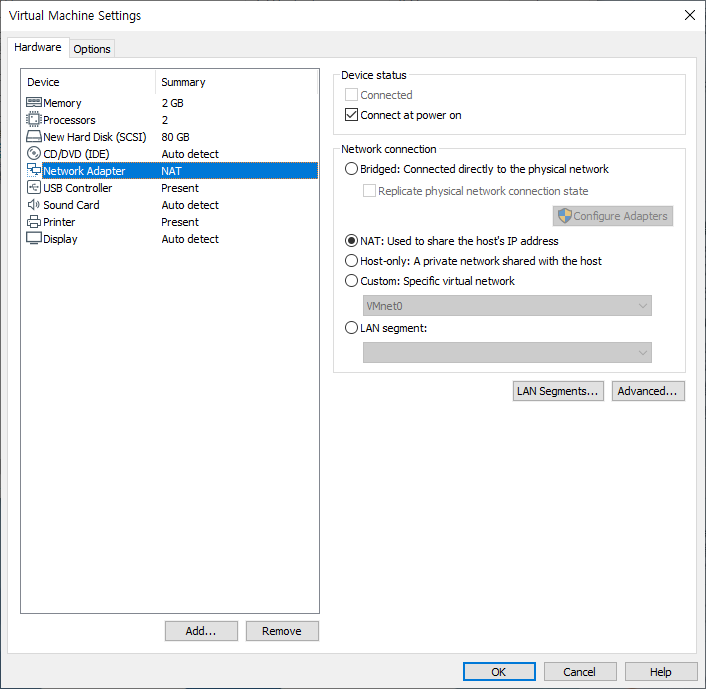 Virtual Machine Settings
Hardware
Options
Device Summary
Memory 2 GB
Processors 2
New Hard Disk (SCSI) 80 GB
CD/DVD (IDE) Auto detect
Network Adapter NAT
USB Controller Present
Sound Card Auto detect
Printer Present
Display Auto detect
Add...
Remove
Device status
Connected
Connect at power on
Network connection
Bridged: Connected directly to the physical network
Replicate physical network connection state
Configure Adapters
NAT: Used to share the host's IP address
Host-only: A private network shared with the host
Custom: Specific virtual network
VMnet0
LAN segment:
LAN Segments...
Advanced...
OK
Cancel
Help